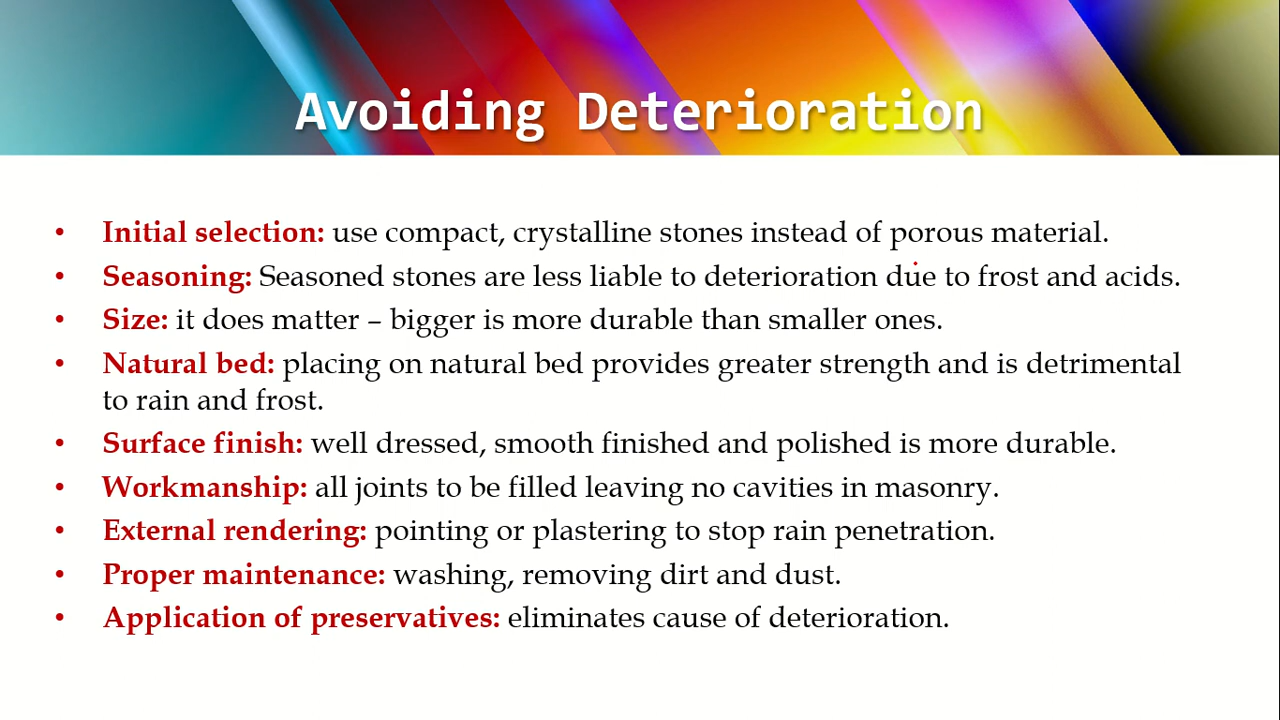 Avoiding Deterioration
• Initial selection: use compact, crystalline stones instead of porous material.
• Seasoning: Seasoned stones are less liable to deterioration due to frost and acids.
• Size: it does matter – bigger is more durable than smaller ones.
• Natural bed: placing on natural bed provides greater strength and is detrimental
to rain and frost.
• Surface finish: well dressed, smooth finished and polished is more durable.
• Workmanship: all joints to be filled leaving no cavities in masonry.
• External rendering: pointing or plastering to stop rain penetration.
• Proper maintenance: washing, removing dirt and dust.
• Application of preservatives: eliminates cause of deterioration.